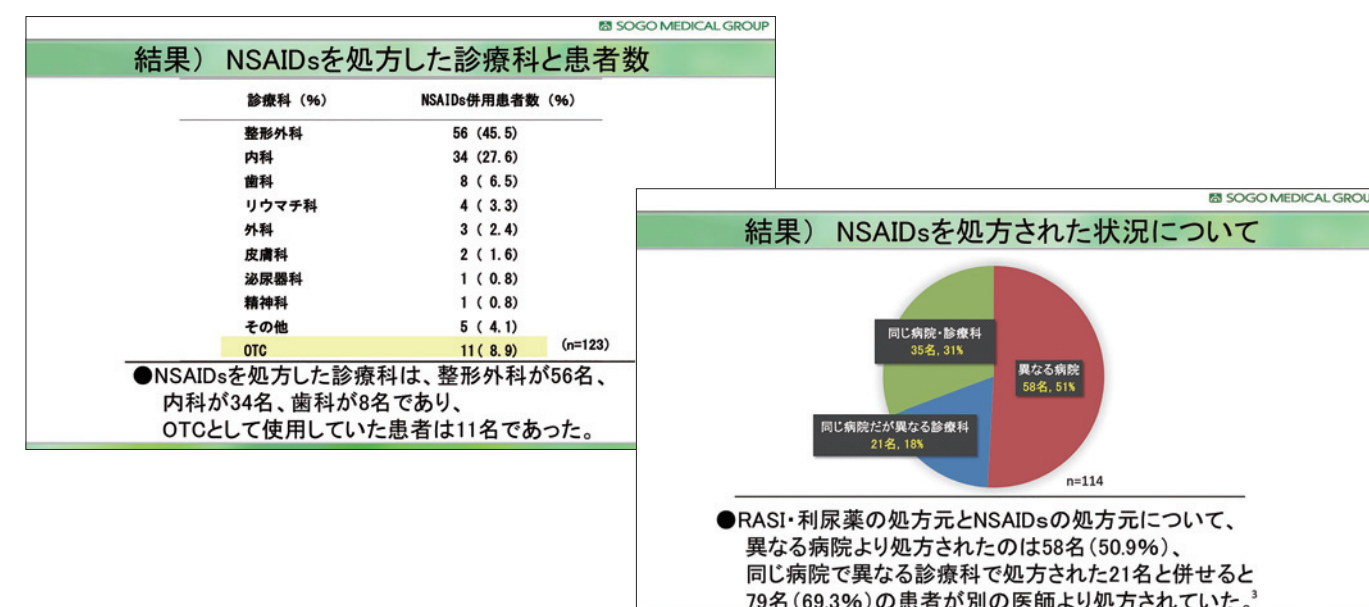 SOGO MEDICAL GROUP
結果) NSAIDsを処方した診療科と患者数
診療科 (%) NSAIDs併用患者数 (%)
整形外科 56 (45.5)
内科 34 (27.6)
歯科 8 ( 6.5)
リウマチ科 4 ( 3.3)
外科 3 ( 2.4)
皮膚科 2 ( 1.6)
泌尿器科 1 ( 0.8)
精神科 1 ( 0.8)
その他 5 ( 4.1)
OTC 11( 8.9) (n=123)
●NSAIDsを処方した診療科は、整形外科が56名、
内科が34名、歯科が8名であり、
OTCとして使用していた患者は11名であった。
SOGO MEDICAL GROU
結果) NSAIDsを処方された状況について
同じ病院・診療科
35名, 31%
異なる病院
58名, 51%
同じ病院だが異なる診療科
21名, 18%
n=114
●RASI・利尿薬の処方元とNSAIDsの処方元について、
異なる病院より処方されたのは58名(50.9%)、
同じ病院で異なる診療科で処方された21名と併せると
79名(69.3%)の患者が別の医師より処方されていた。3